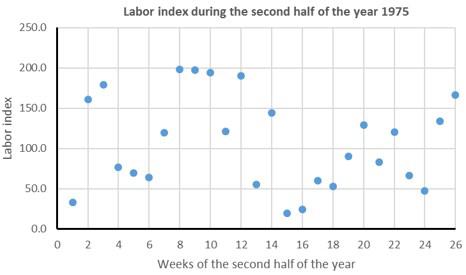 Labor index during the second half of the year 1975
250.0
200.0
150.0
100.0
50.0
0.0
Labor index
0 2 4 6 8 10 12 14 16 18 20 22 24 26
Weeks of the second half of the year